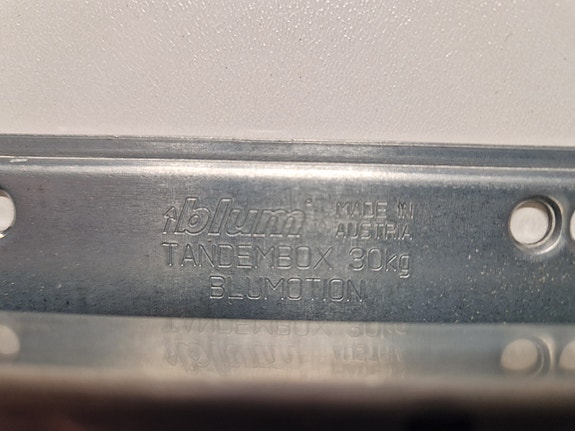 blum MADE IN
AUSTRIA
TANDEMBOX 30kg
BLUMOTION